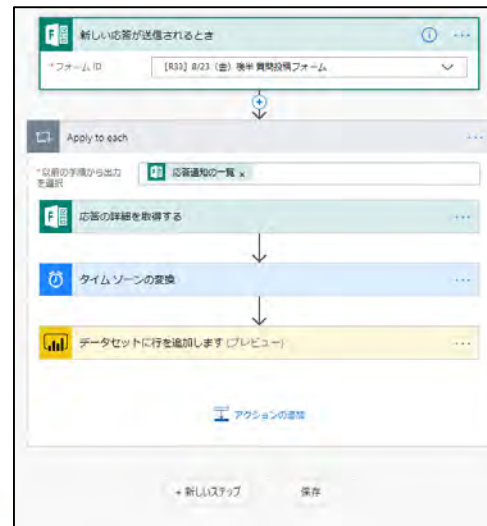 新しい応答が送信されるとき
*フォーム ID
[R33] 8/23（金）後半 質問投稿フォーム
Apply to each
*以前の手順から出力
を選択
応答通知の一覧 x
応答の詳細を取得する
タイム ゾーンの変換
データセットに行を追加します (プレビュー)
アクションの追加
+ 新しいステップ
保存